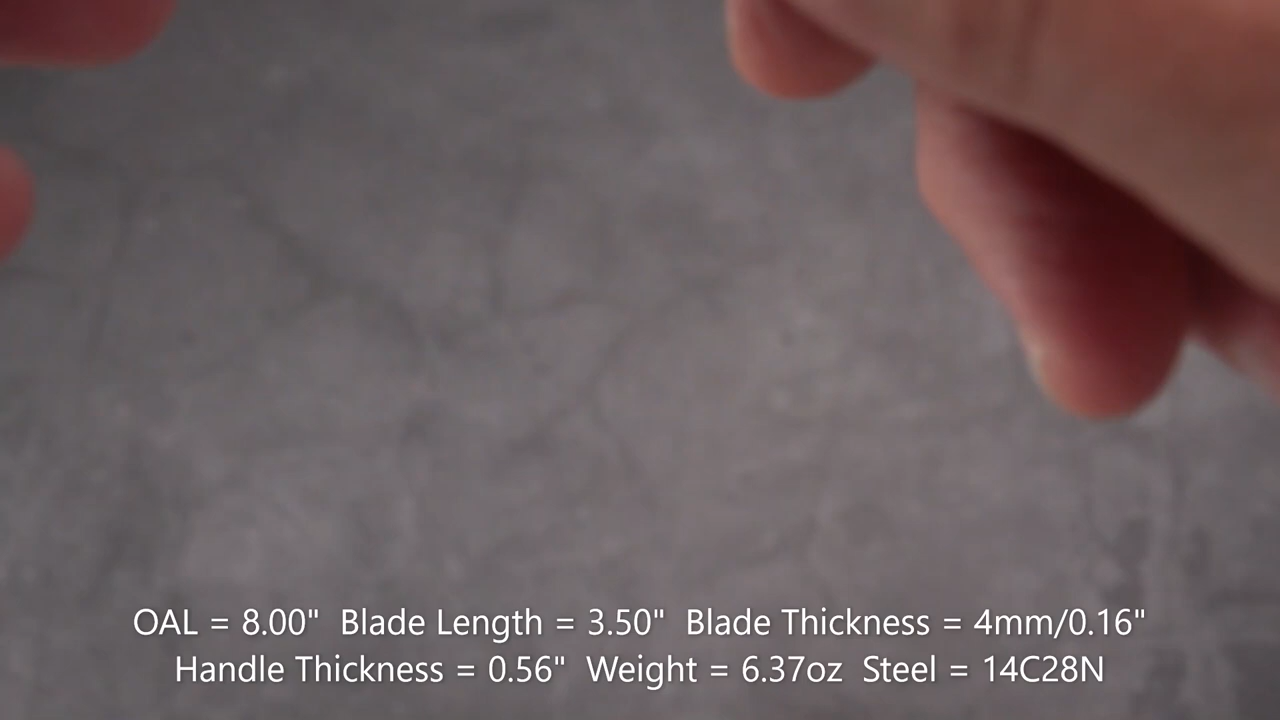 OAL = 8.00"  Blade Length = 3.50"  Blade Thickness = 4mm/0.16"
Handle Thickness = 0.56"  Weight = 6.37oz  Steel = 14C28N